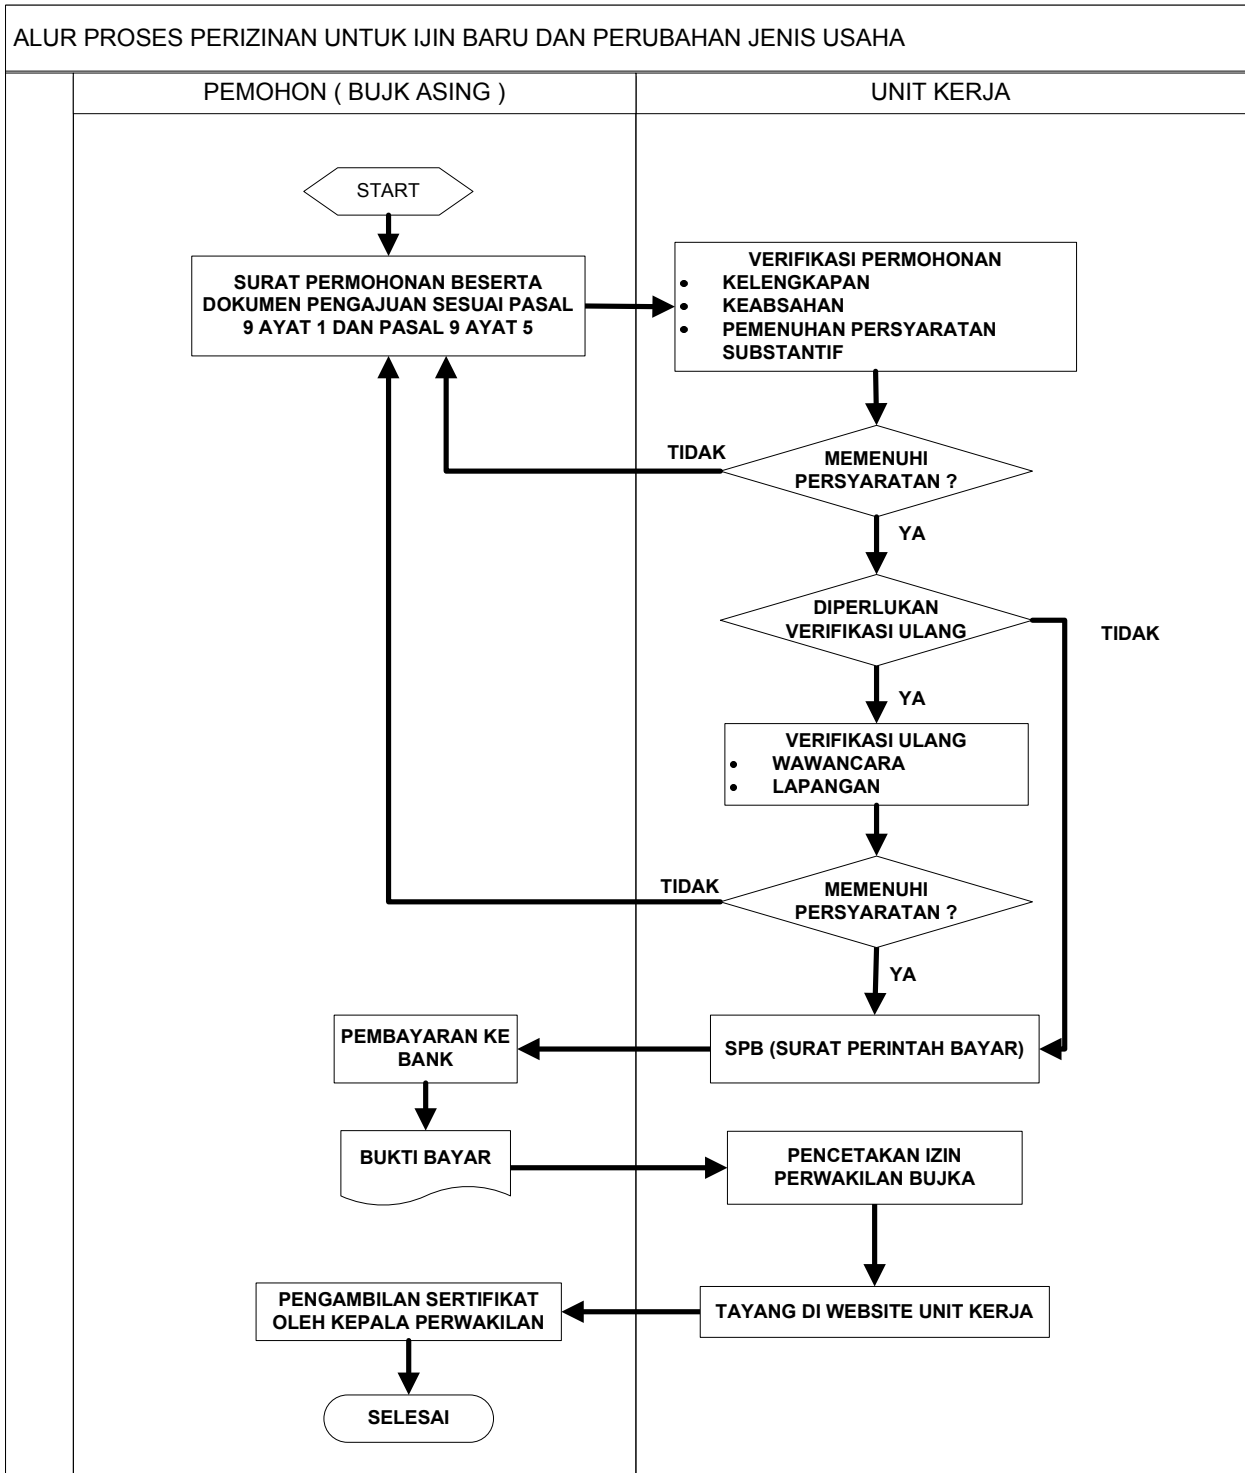 ALUR PROSES PERIZINAN UNTUK IJIN BARU DAN PERUBAHAN JENIS USAHA
PEMOHON ( BUJK ASING )
UNIT KERJA
START
SURAT PERMOHONAN BESERTA
DOKUMEN PENGAJUAN SESUAI PASAL
9 AYAT 1 DAN PASAL 9 AYAT 5
VERIFIKASI PERMOHONAN
• KELENGKAPAN
• KEABSAHAN
• PEMENUHAN PERSYARATAN
SUBSTANTIF
TIDAK
MEMENUHI
PERSYARATAN ?
YA
DIPERLUKAN
VERIFIKASI ULANG
TIDAK
YA
VERIFIKASI ULANG
• WAWANCARA
• LAPANGAN
TIDAK
MEMENUHI
PERSYARATAN ?
YA
PEMBAYARAN KE
BANK
SPB (SURAT PERINTAH BAYAR)
BUKTI BAYAR
PENCETAKAN IZIN
PERWAKILAN BUJKA
PENGAMBILAN SERTIFIKAT
OLEH KEPALA PERWAKILAN
TAYANG DI WEBSITE UNIT KERJA
SELESAI